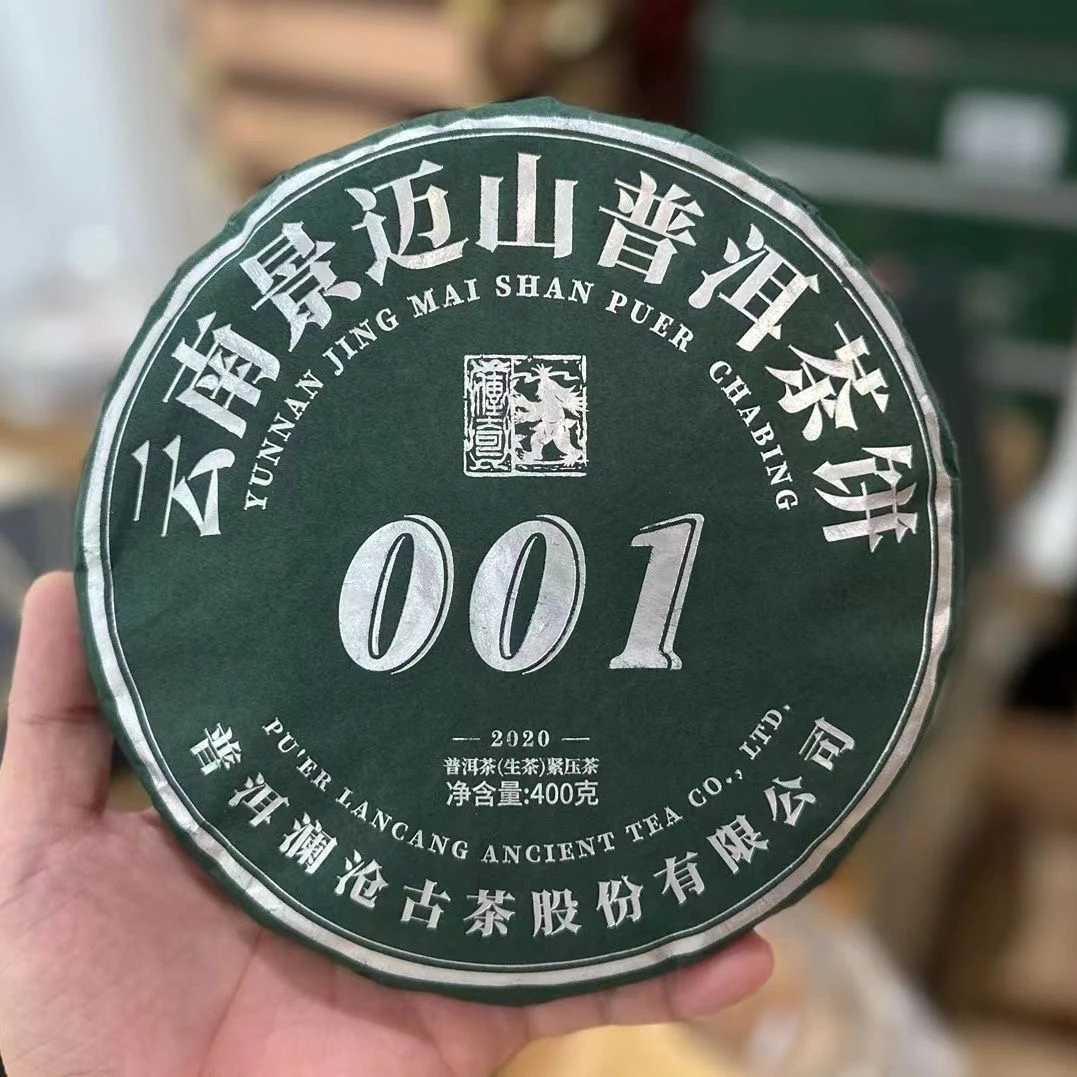 云南景迈山普洱茶饼
YUNNAN JING MAI SHAN PUER CHABING
001
2020
普洱茶(生茶)紧压茶
净含量:400克
PU'ER LANCANG ANCIENT TEA CO., LTD.
普洱澜沧古茶股份有限公司